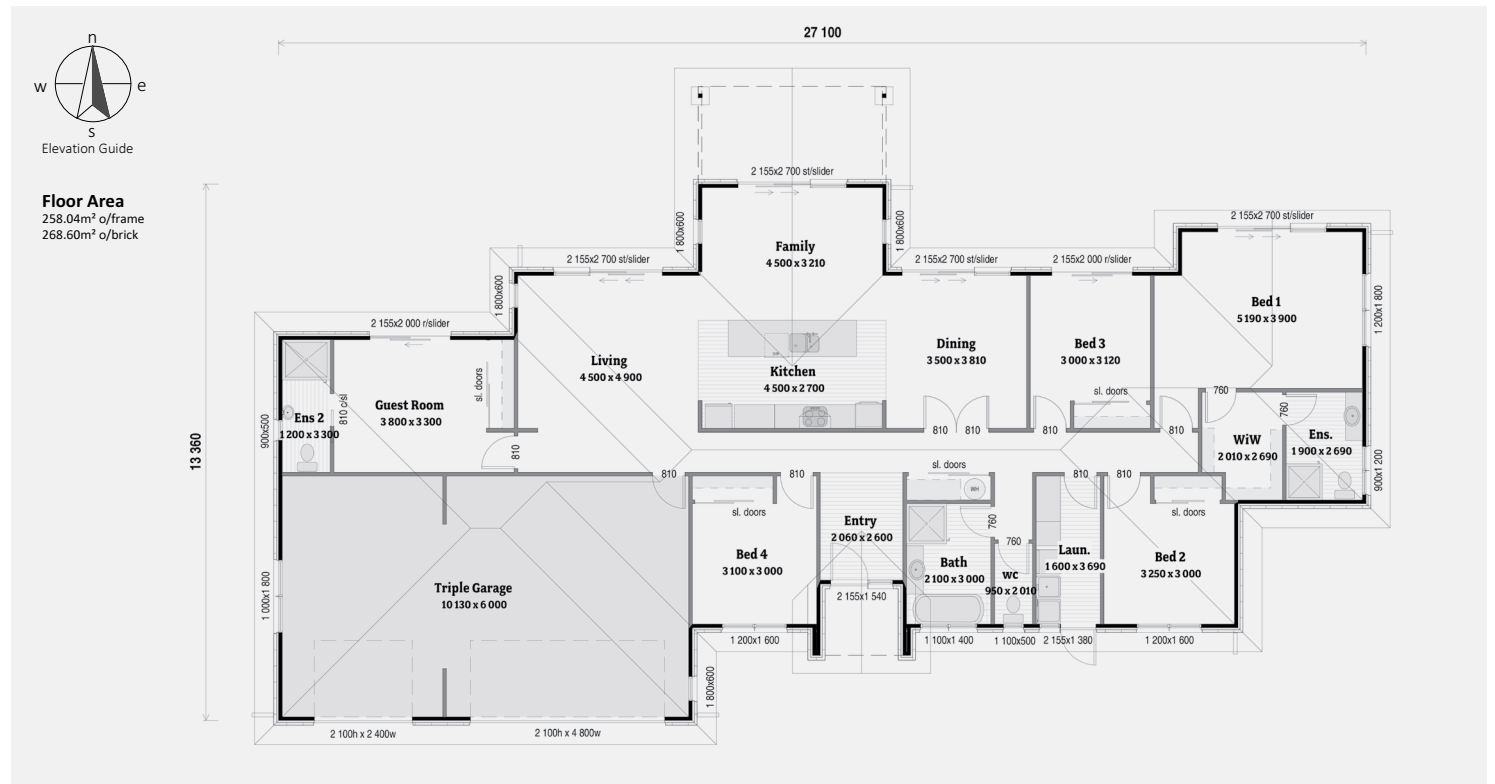 27 100
n
w e
s
Elevation Guide
Floor Area
258.04m² o/frame
268.60m² o/brick
13 360
2 155x2 700 st/slider
1 800x600
1 800x600
Family
4 500 x 3 210
2 155x2 700 st/slider
2 155x2 700 st/slider
2 155x2 000 r/slider
2 155x2 700 st/slider
1 800x600
2 155x2 000 r/slider
Bed 1
5 190 x 3 900
1 200x1 800
Living
4 500 x 4 900
Kitchen
4 500 x 2 700
Dining
3 500 x 3 810
Bed 3
3 000 x 3 120
sl. doors
sl. doors
Guest Room
3 800 x 3 300
Ens 2
1 200 x 3 300
810 c/sl
900x500
810
810
810
810
810
810
760
760
WiW
2 010 x 2 690
Ens.
1 900 x 2 690
900x1 200
810
810
sl. doors
810
810
sl. doors
sl. doors
WH
Entry
2 060 x 2 600
Bed 4
3 100 x 3 000
Bath
2 100 x 3 000
760
760
wc
950 x 2 010
Laun.
1 600 x 3 690
Bed 2
3 250 x 3 000
Triple Garage
10 130 x 6 000
1 000x1 800
2 155x1 540
1 200x1 600
1 100x1 400
1 100x500
2 155x1 380
1 200x1 600
1 800x600
2 100h x 2 400w
2 100h x 4 800w